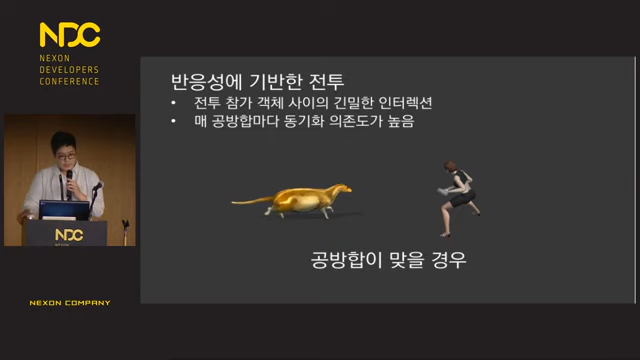 NDC
NEXON
DEVELOPERS
CONFERENCE
반응성에 기반한 전투
• 전투 참가 객체 사이의 긴밀한 인터렉션
• 매 공방합마다 동기화 의존도가 높음
공방합이 맞을 경우
NDC
NEXON COMPANY